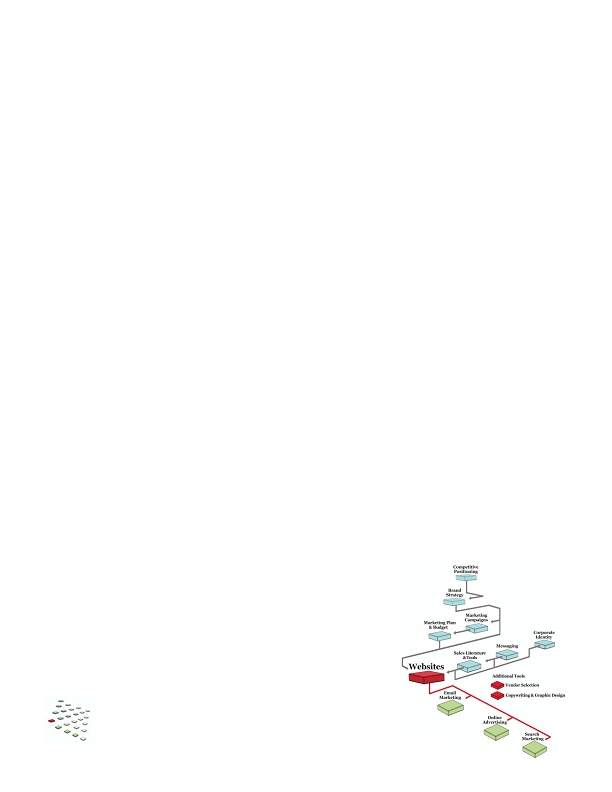 Competitive
Positioning
Brand
Strategy
Marketing
Campaigns
Marketing Plan
& Budget
Corporate
Identity
Messaging
Sales Literature
&Tools
Websites
Additional Tools
Vendor Selection
Copywriting & Graphic Design
Email
Marketing
Online
Advertising
Search
Marketing